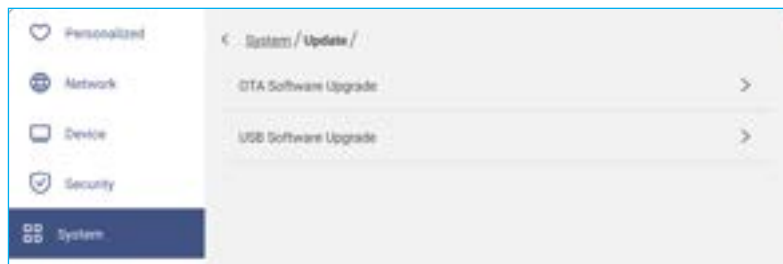 Personalized
Network
Device
Security
System
< System / Update /
OTA Software Upgrade >
USB Software Upgrade >